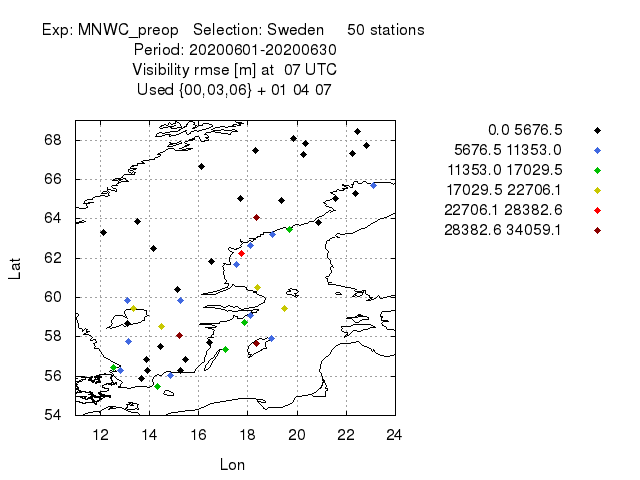 Exp: MNWC_preop Selection: Sweden 50 stations
Period: 20200601-20200630
Visibility rmse [m] at 07 UTC
Used {00,03,06} + 01 04 07
0.0 5676.5
5676.5 11353.0
11353.0 17029.5
17029.5 22706.1
22706.1 28382.6
28382.6 34059.1
68
66
64
62
60
58
56
54
Lat
12 14 16 18 20 22 24
Lon